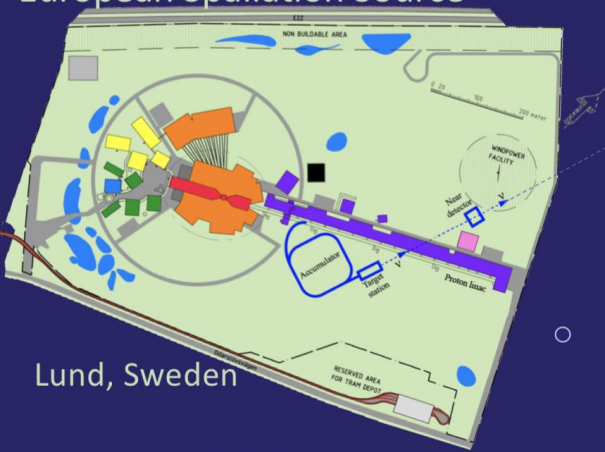 European Spallation Source
E22
NON BUILDABLE AREA
0 20 100 200 meter
WINDPOWER
FACILITY
Near
detector
ν
Accumulator
ν
Target
station
Proton linac
Odarslövsvägen
RESERVED AREA
FOR TRAM DEPOT
Lund, Sweden